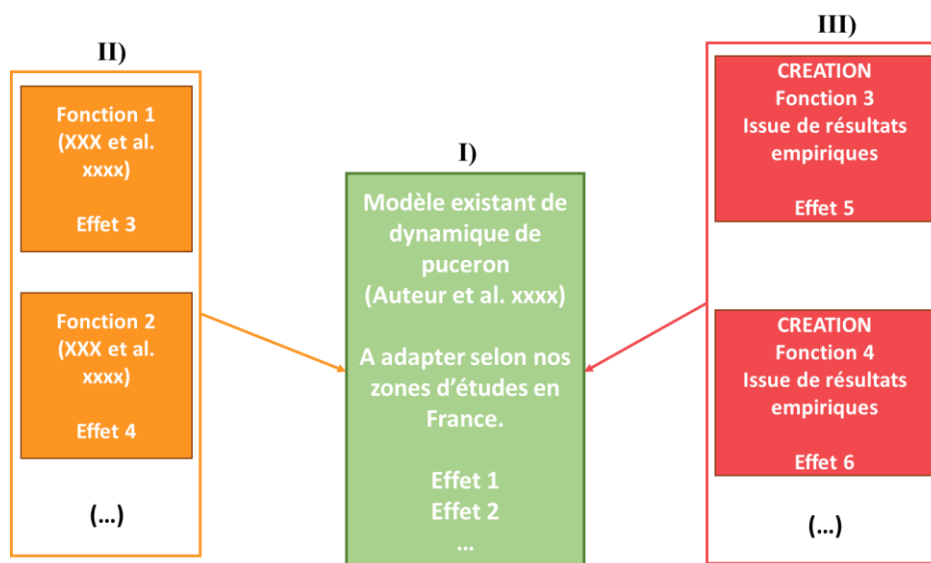 II)
Fonction 1
(XXX et al.
xxxx)
Effet 3
Fonction 2
(XXX et al.
xxxx)
Effet 4
(...)
I)
Modèle existant de
dynamique de
puceron
(Auteur et al. xxxx)
A adapter selon nos
zones d'études en
France.
Effet 1
Effet 2
...
III)
CREATION
Fonction 3
Issue de résultats
empiriques
Effet 5
CREATION
Fonction 4
Issue de résultats
empiriques
Effet 6
(...)